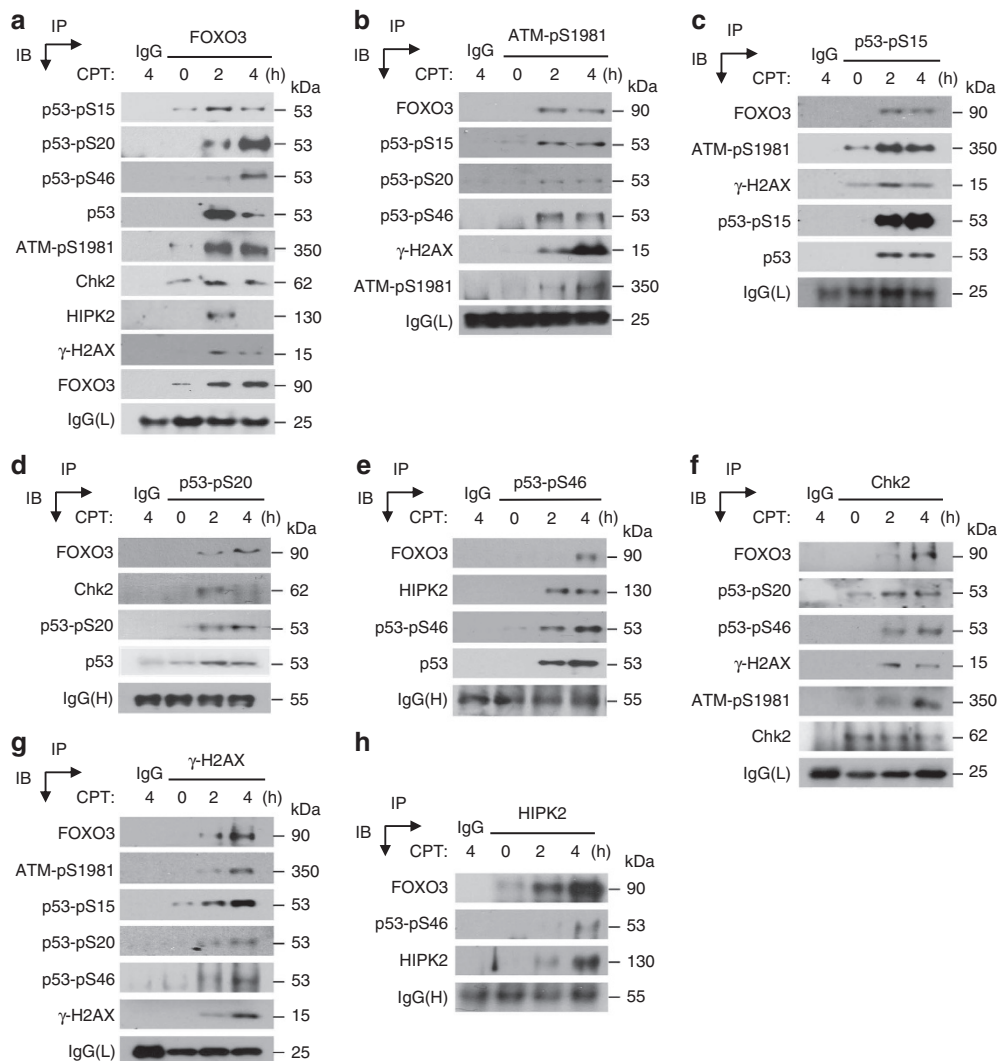 a
IP
IB
IgG
FOXO3
CPT: 4 0 2 4 (h)
kDa
p53-pS15 53
p53-pS20 53
p53-pS46 53
p53 53
ATM-pS1981 350
Chk2 62
HIPK2 130
γ-H2AX 15
FOXO3 90
IgG(L) 25
b
IP
IB
IgG
ATM-pS1981
CPT: 4 0 2 4 (h)
kDa
FOXO3 90
p53-pS15 53
p53-pS20 53
p53-pS46 53
γ-H2AX 15
ATM-pS1981 350
IgG(L) 25
c
IP
IB
IgG
p53-pS15
CPT: 4 0 2 4 (h)
kDa
FOXO3 90
ATM-pS1981 350
γ-H2AX 15
p53-pS15 53
p53 53
IgG(L) 25
d
IP
IB
IgG
p53-pS20
CPT: 4 0 2 4 (h)
kDa
FOXO3 90
Chk2 62
p53-pS20 53
p53 53
IgG(H) 55
e
IP
IB
IgG
p53-pS46
CPT: 4 0 2 4 (h)
kDa
FOXO3 90
HIPK2 130
p53-pS46 53
p53 53
IgG(H) 55
f
IP
IB
IgG
Chk2
CPT: 4 0 2 4 (h)
kDa
FOXO3 90
p53-pS20 53
p53-pS46 53
γ-H2AX 15
ATM-pS1981 350
Chk2 62
IgG(L) 25
g
IP
IB
IgG
γ-H2AX
CPT: 4 0 2 4 (h)
kDa
FOXO3 90
ATM-pS1981 350
p53-pS15 53
p53-pS20 53
p53-pS46 53
γ-H2AX 15
IgG(L) 25
h
IP
IB
IgG
HIPK2
CPT: 4 0 2 4 (h)
kDa
FOXO3 90
p53-pS46 53
HIPK2 130
IgG(H) 55